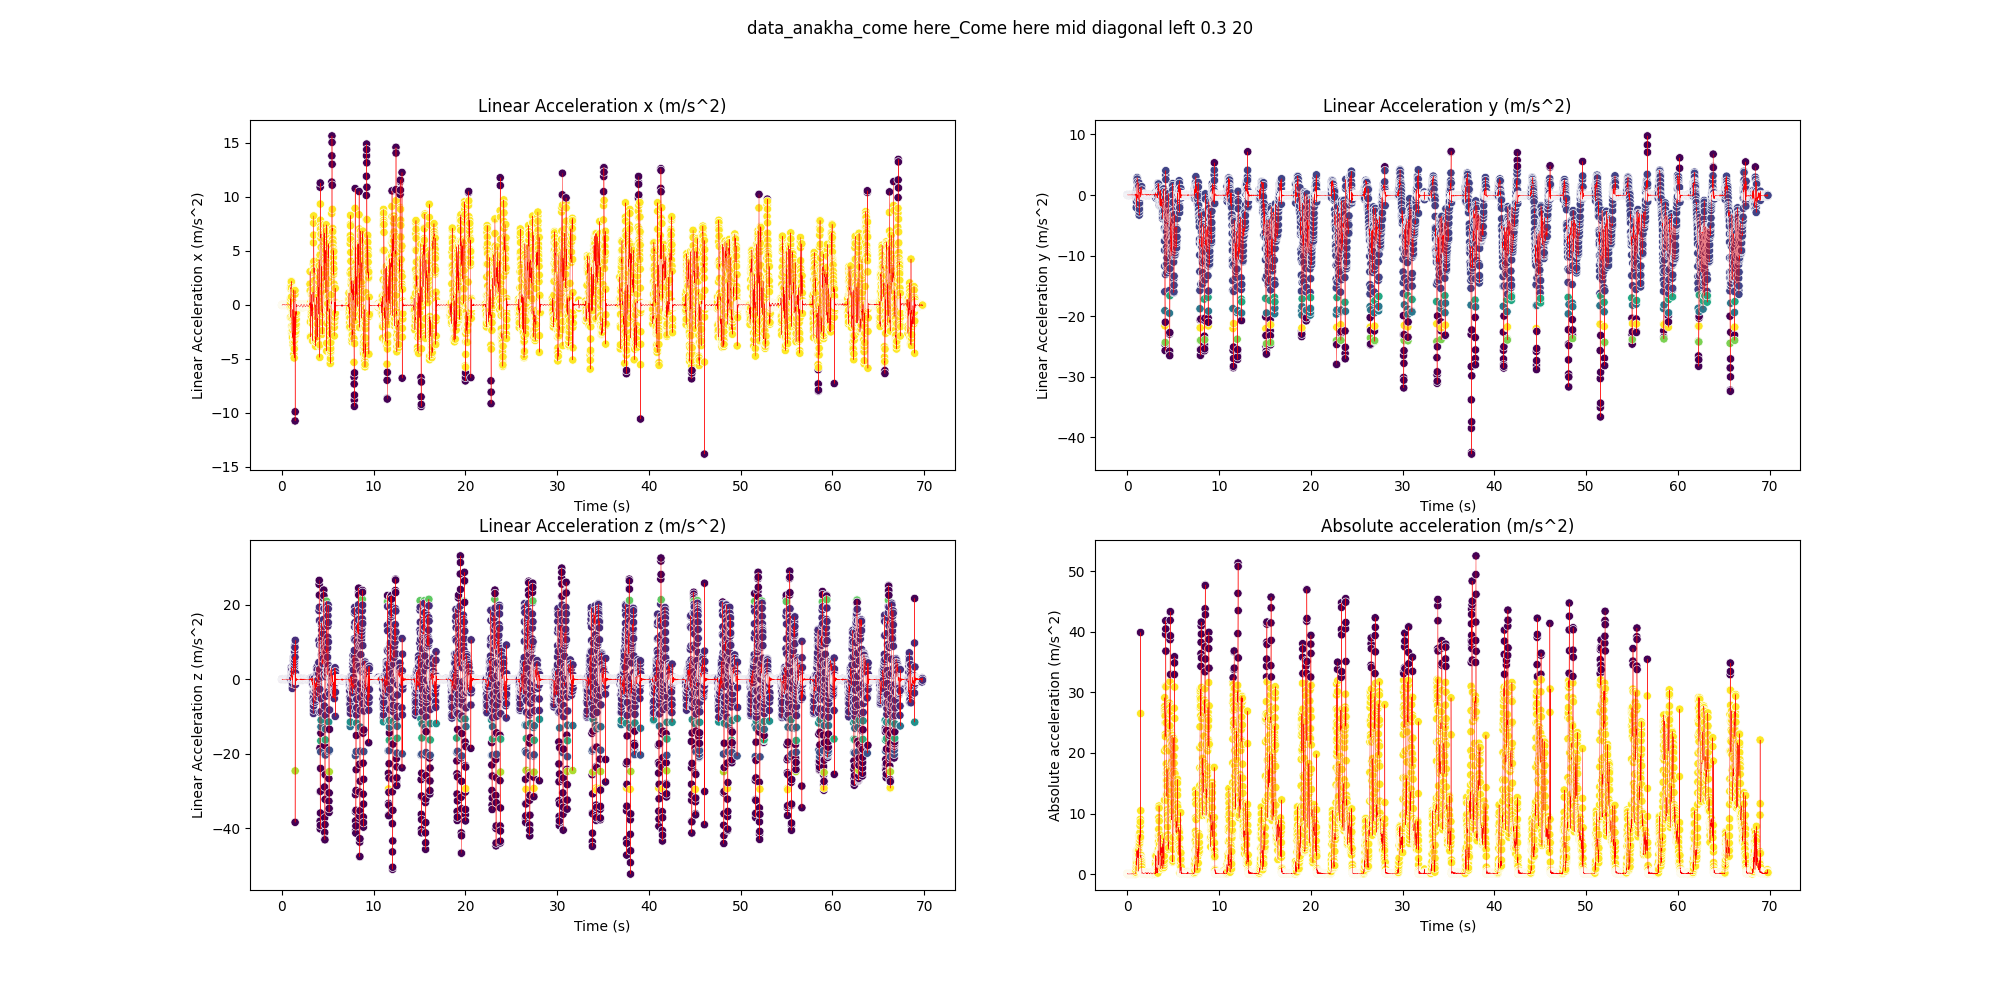 data_anakha_come here_Come here mid diagonal left 0.3 20
Linear Acceleration x (m/s^2)
Linear Acceleration x (m/s^2)
15
10
5
0
−5
−10
−15
0 10 20 30 40 50 60 70
Time (s)
Linear Acceleration y (m/s^2)
Linear Acceleration y (m/s^2)
10
0
−10
−20
−30
−40
0 10 20 30 40 50 60 70
Time (s)
Linear Acceleration z (m/s^2)
Linear Acceleration z (m/s^2)
20
0
−20
−40
0 10 20 30 40 50 60 70
Time (s)
Absolute acceleration (m/s^2)
Absolute acceleration (m/s^2)
50
40
30
20
10
0
0 10 20 30 40 50 60 70
Time (s)